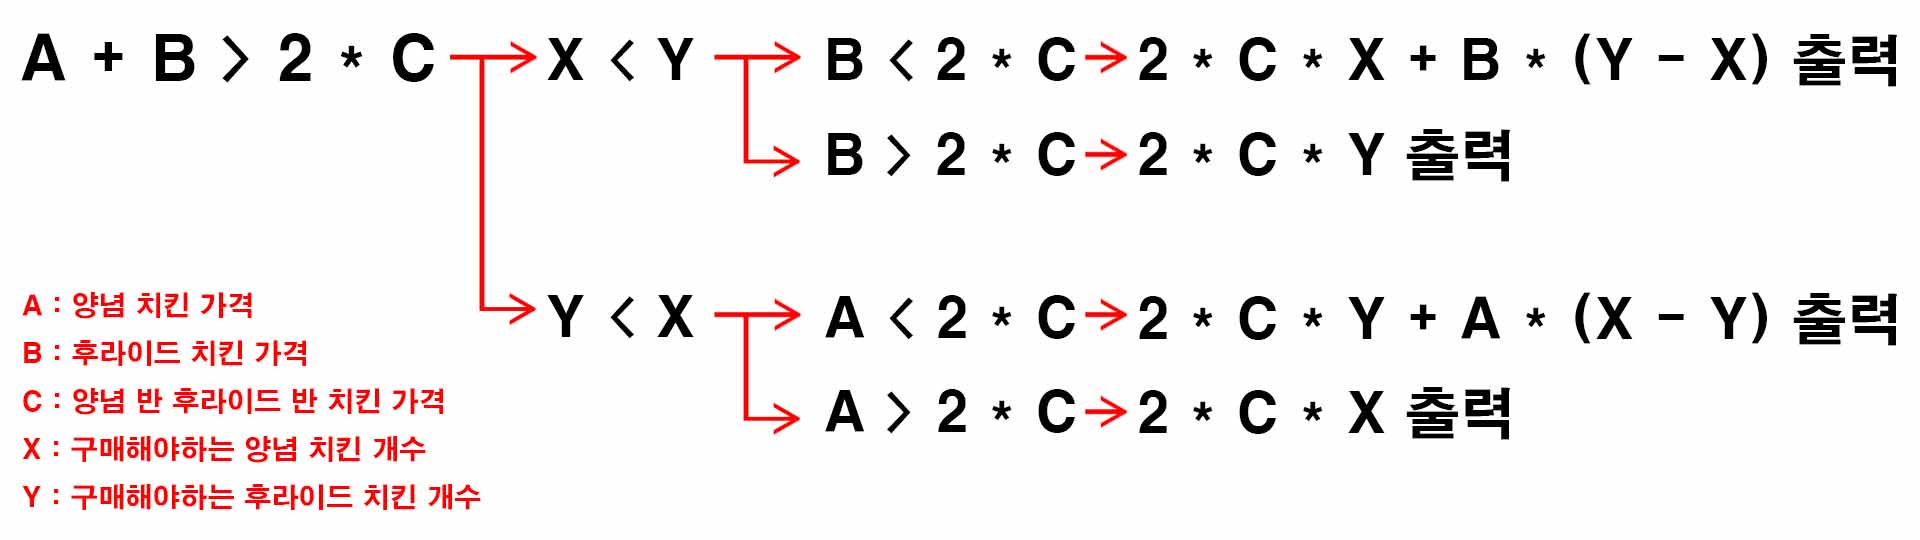 A + B > 2 * C → X < Y → B < 2 * C → 2 * C * X + B * (Y - X) 출력
B > 2 * C → 2 * C * Y 출력
Y < X → A < 2 * C → 2 * C * Y + A * (X - Y) 출력
A > 2 * C → 2 * C * X 출력
A : 양념 치킨 가격
B : 후라이드 치킨 가격
C : 양념 반 후라이드 반 치킨 가격
X : 구매해야하는 양념 치킨 개수
Y : 구매해야하는 후라이드 치킨 개수